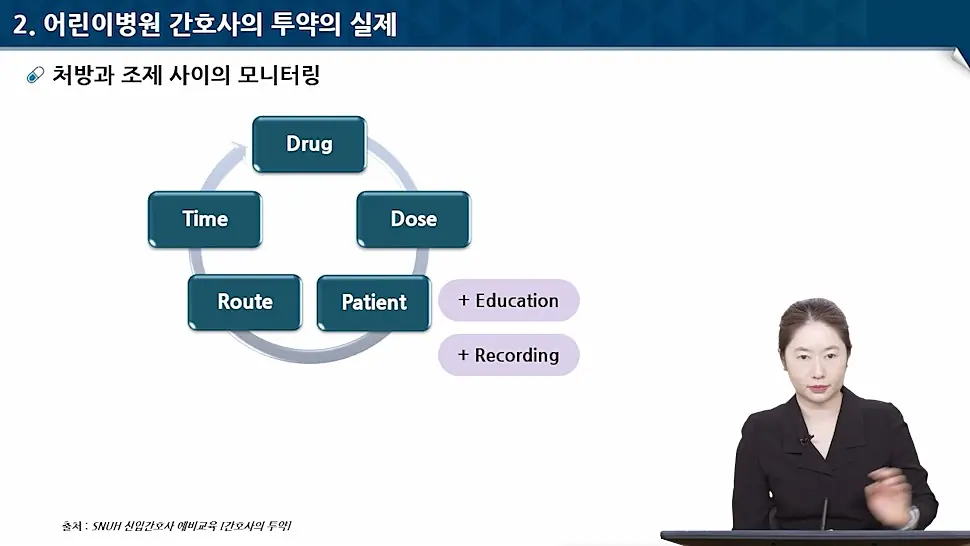 2. 어린이병원 간호사의 투약의 실제
처방과 조제 사이의 모니터링
Drug
Time
Dose
Route
Patient
+ Education
+ Recording
출처 : SNUH 신입간호사 예비교육 [간호사의 투약]